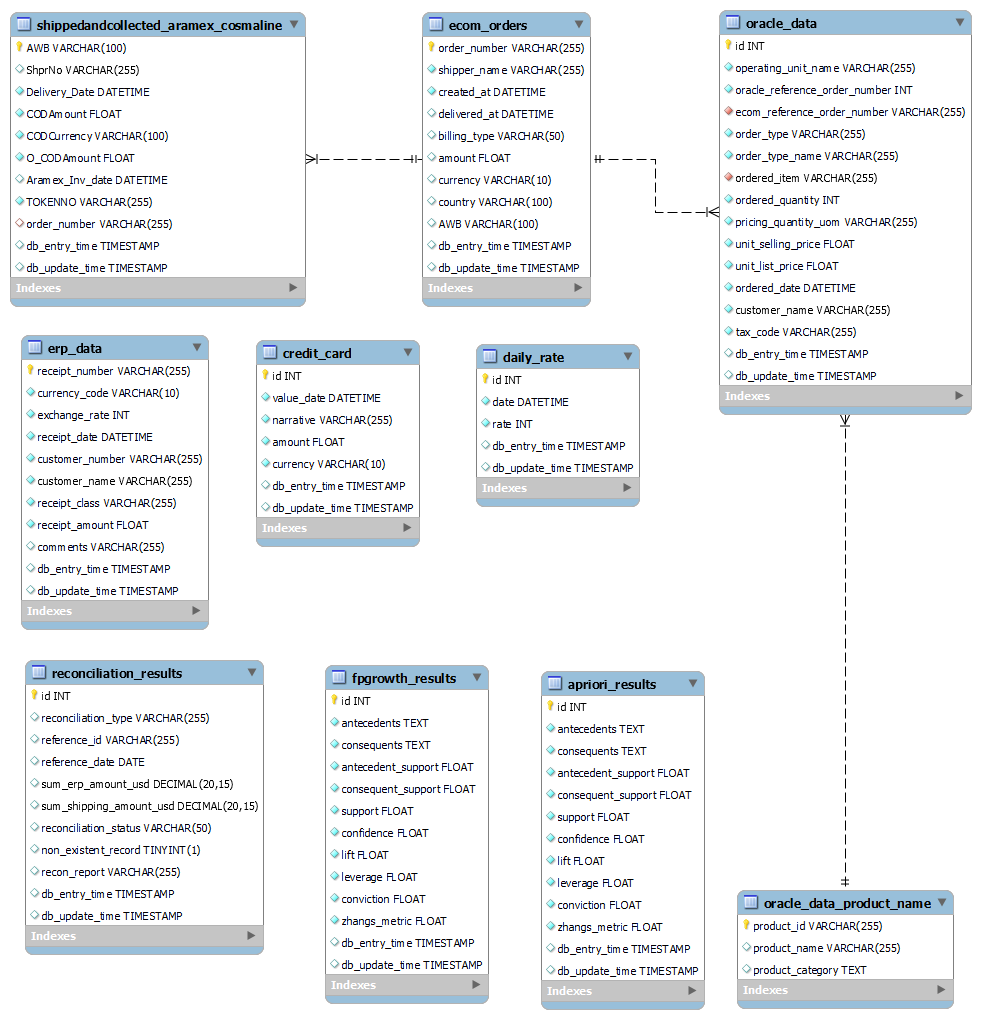 shippedandcollected_aramex_cosmaline
AWB VARCHAR(100)
ShprNo VARCHAR(255)
Delivery_Date DATETIME
CODAmount FLOAT
CODCurrency VARCHAR(100)
O_CODAmount FLOAT
Aramex_Inv_date DATETIME
TOKENNO VARCHAR(255)
order_number VARCHAR(255)
db_entry_time TIMESTAMP
db_update_time TIMESTAMP
Indexes
ecom_orders
order_number VARCHAR(255)
shipper_name VARCHAR(255)
created_at DATETIME
delivered_at DATETIME
billing_type VARCHAR(50)
amount FLOAT
currency VARCHAR(10)
country VARCHAR(100)
AWB VARCHAR(100)
db_entry_time TIMESTAMP
db_update_time TIMESTAMP
Indexes
oracle_data
id INT
operating_unit_name VARCHAR(255)
oracle_reference_order_number INT
ecom_reference_order_number VARCHAR(255)
order_type VARCHAR(255)
order_type_name VARCHAR(255)
ordered_item VARCHAR(255)
ordered_quantity INT
pricing_quantity_uom VARCHAR(255)
unit_selling_price FLOAT
unit_list_price FLOAT
ordered_date DATETIME
customer_name VARCHAR(255)
tax_code VARCHAR(255)
db_entry_time TIMESTAMP
db_update_time TIMESTAMP
Indexes
erp_data
receipt_number VARCHAR(255)
currency_code VARCHAR(10)
exchange_rate INT
receipt_date DATETIME
customer_number VARCHAR(255)
customer_name VARCHAR(255)
receipt_class VARCHAR(255)
receipt_amount FLOAT
comments VARCHAR(255)
db_entry_time TIMESTAMP
db_update_time TIMESTAMP
Indexes
credit_card
id INT
value_date DATETIME
narrative VARCHAR(255)
amount FLOAT
currency VARCHAR(10)
db_entry_time TIMESTAMP
db_update_time TIMESTAMP
Indexes
daily_rate
id INT
date DATETIME
rate INT
db_entry_time TIMESTAMP
db_update_time TIMESTAMP
Indexes
reconciliation_results
id INT
reconciliation_type VARCHAR(255)
reference_id VARCHAR(255)
reference_date DATE
sum_erp_amount_usd DECIMAL(20,15)
sum_shipping_amount_usd DECIMAL(20,15)
reconciliation_status VARCHAR(50)
non_existent_record TINYINT(1)
recon_report VARCHAR(255)
db_entry_time TIMESTAMP
db_update_time TIMESTAMP
Indexes
fpgrowth_results
id INT
antecedents TEXT
consequents TEXT
antecedent_support FLOAT
consequent_support FLOAT
support FLOAT
confidence FLOAT
lift FLOAT
leverage FLOAT
conviction FLOAT
zhangs_metric FLOAT
db_entry_time TIMESTAMP
db_update_time TIMESTAMP
Indexes
apriori_results
id INT
antecedents TEXT
consequents TEXT
antecedent_support FLOAT
consequent_support FLOAT
support FLOAT
confidence FLOAT
lift FLOAT
leverage FLOAT
conviction FLOAT
zhangs_metric FLOAT
db_entry_time TIMESTAMP
db_update_time TIMESTAMP
Indexes
oracle_data_product_name
product_id VARCHAR(255)
product_name VARCHAR(255)
product_category TEXT
Indexes